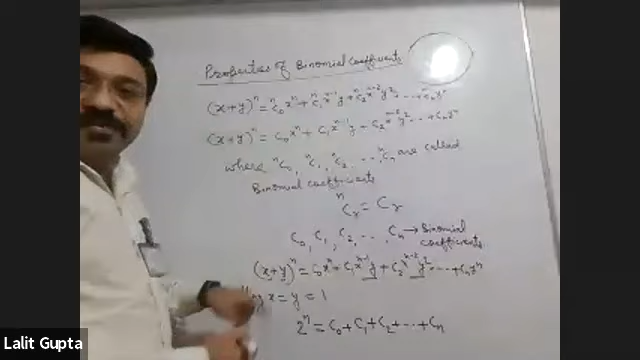 Properties of Binomial coefficients
(x+y)ⁿ = ⁿC₀xⁿ + ⁿC₁xⁿ⁻¹y + ⁿC₂xⁿ⁻²y² ... + ⁿCₙyⁿ
(x+y)ⁿ = C₀xⁿ + C₁xⁿ⁻¹y + C₂xⁿ⁻²y² ... + Cₙyⁿ
where ⁿC₀, ⁿC₁, ⁿC₂ ..., ⁿCₙ are called
Binomial coefficients
ⁿCᵣ = Cᵣ
C₀, C₁, C₂, ..., Cₙ → Binomial
coefficients
(x+y)ⁿ = C₀xⁿ + C₁xⁿ⁻¹y + C₂xⁿ⁻²y² ... + Cₙyⁿ
x = y = 1
2ⁿ = C₀ + C₁ + C₂ + ... + Cₙ
Lalit Gupta